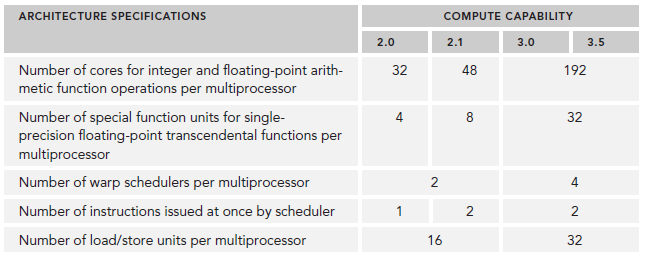 ARCHITECTURE SPECIFICATIONS COMPUTE CAPABILITY
2.0 2.1 3.0 3.5
Number of cores for integer and floating-point arith- 32 48 192
metic function operations per multiprocessor
Number of special function units for single- 4 8 32
precision floating-point transcendental functions per
multiprocessor
Number of warp schedulers per multiprocessor 2 4
Number of instructions issued at once by scheduler 1 2 2
Number of load/store units per multiprocessor 16 32